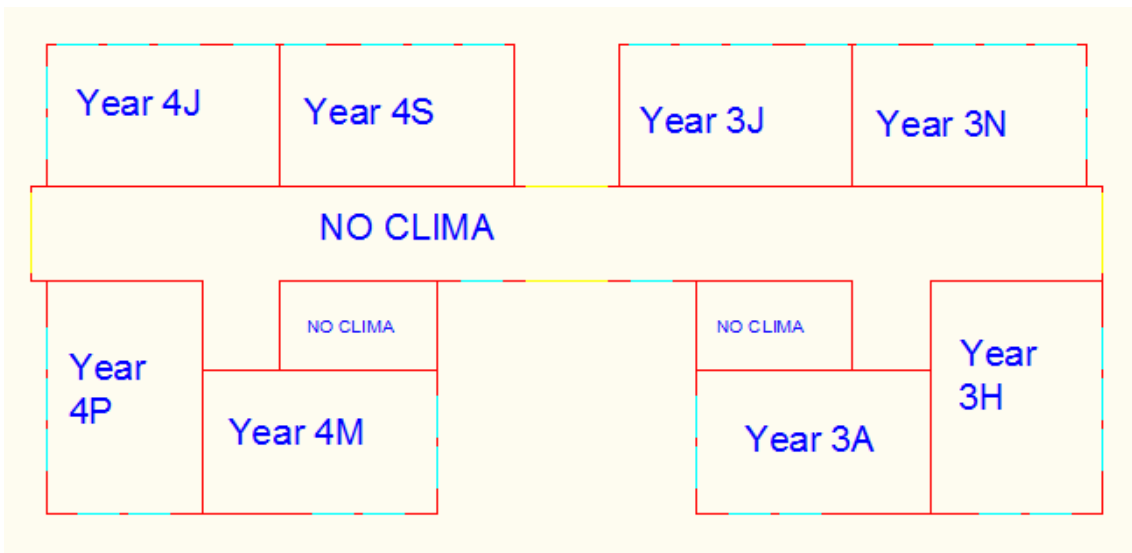 Year 4J
Year 4S
Year 3J
Year 3N
NO CLIMA
NO CLIMA
NO CLIMA
Year
4P
Year 4M
Year 3A
Year
3H